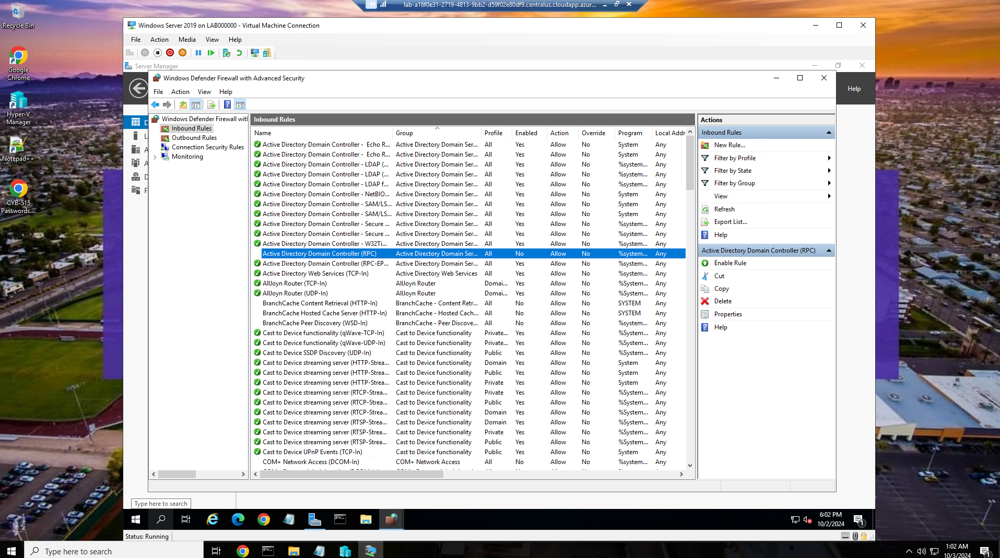 lab-a16f0e31-2719-4813-9bb2-d59f02e80df9.centralus.cloudapp.azur...
Recycle Bin
Google Chrome
Hyper-V Manager
Notepad++
CYB-515 Passwords....
Windows Server 2019 on LAB000000 - Virtual Machine Connection
File Action Media View Help
Server Manager
Help
Windows Defender Firewall with Advanced Security
File Action View Help
Windows Defender Firewall wit
Inbound Rules
Outbound Rules
Connection Security Rules
Monitoring
Inbound Rules
Name Group Profile Enabled Action Override Program Local Addr
Active Directory Domain Controller - Echo R... Active Directory Domain Ser... All Yes Allow No System Any
Active Directory Domain Controller - Echo R... Active Directory Domain Ser... All Yes Allow No System Any
Active Directory Domain Controller - LDAP (... Active Directory Domain Ser... All Yes Allow No %system... Any
Active Directory Domain Controller - LDAP (... Active Directory Domain Ser... All Yes Allow No %system... Any
Active Directory Domain Controller - LDAP f... Active Directory Domain Ser... All Yes Allow No %system... Any
Active Directory Domain Controller - NetBIO... Active Directory Domain Ser... All Yes Allow No System Any
Active Directory Domain Controller - SAM/LS... Active Directory Domain Ser... All Yes Allow No System Any
Active Directory Domain Controller - SAM/LS... Active Directory Domain Ser... All Yes Allow No System Any
Active Directory Domain Controller - Secure ... Active Directory Domain Ser... All Yes Allow No %system... Any
Active Directory Domain Controller - Secure ... Active Directory Domain Ser... All Yes Allow No %system... Any
Active Directory Domain Controller - W32Ti... Active Directory Domain Ser... All Yes Allow No %system... Any
Active Directory Domain Controller (RPC) Active Directory Domain Ser... All No Allow No %system... Any
Active Directory Domain Controller (RPC-EP... Active Directory Domain Ser... All Yes Allow No %system... Any
Active Directory Web Services (TCP-In) Active Directory Web Services All Yes Allow No %system... Any
AllJoyn Router (TCP-In) AllJoyn Router Domai... Yes Allow No %System... Any
AllJoyn Router (UDP-In) AllJoyn Router Domai... Yes Allow No %System... Any
BranchCache Content Retrieval (HTTP-In) BranchCache - Content Retr... All No Allow No SYSTEM Any
BranchCache Hosted Cache Server (HTTP-In) BranchCache - Hosted Cach... All No Allow No SYSTEM Any
BranchCache Peer Discovery (WSD-In) BranchCache - Peer Discove... All No Allow No %system... Any
Cast to Device functionality (qWave-TCP-In) Cast to Device functionality Private... Yes Allow No %System... Any
Cast to Device functionality (qWave-UDP-In) Cast to Device functionality Private... Yes Allow No %System... Any
Cast to Device SSDP Discovery (UDP-In) Cast to Device functionality Public Yes Allow No %System... Any
Cast to Device streaming server (HTTP-Strea... Cast to Device functionality Domain Yes Allow No System Any
Cast to Device streaming server (HTTP-Strea... Cast to Device functionality Public Yes Allow No System Any
Cast to Device streaming server (HTTP-Strea... Cast to Device functionality Private Yes Allow No System Any
Cast to Device streaming server (RTCP-Strea... Cast to Device functionality Private Yes Allow No %System... Any
Cast to Device streaming server (RTCP-Strea... Cast to Device functionality Public Yes Allow No %System... Any
Cast to Device streaming server (RTCP-Strea... Cast to Device functionality Domain Yes Allow No %System... Any
Cast to Device streaming server (RTSP-Strea... Cast to Device functionality Domain Yes Allow No %System... Any
Cast to Device streaming server (RTSP-Strea... Cast to Device functionality Private Yes Allow No %System... Any
Cast to Device streaming server (RTSP-Strea... Cast to Device functionality Public Yes Allow No %System... Any
Cast to Device UPnP Events (TCP-In) Cast to Device functionality Public Yes Allow No System Any
COM+ Network Access (DCOM-In) COM+ Network Access All No Allow No %system... Any
Actions
Inbound Rules
New Rule...
Filter by Profile
Filter by State
Filter by Group
View
Refresh
Export List...
Help
Active Directory Domain Controller (RPC)
Enable Rule
Cut
Copy
Delete
Properties
Help
Type here to search
6:02 PM
10/2/2024
1
Status: Running
Type here to search
1:02 AM
10/3/2024
1